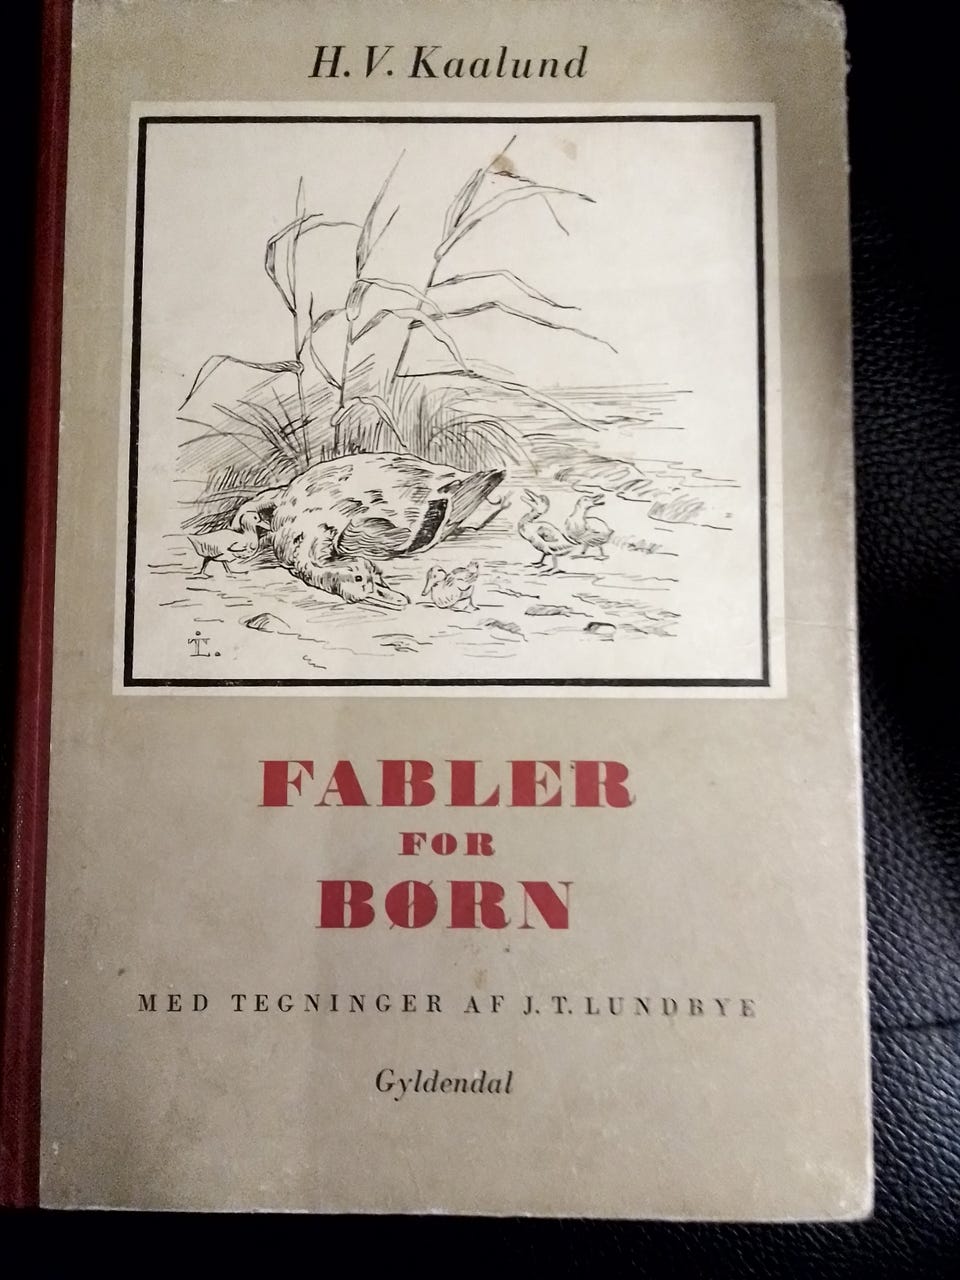 H. V. Kaalund
FABLER
FOR
BØRN
MED TEGNINGER AF J. T. LUNDBYE
Gyldendal